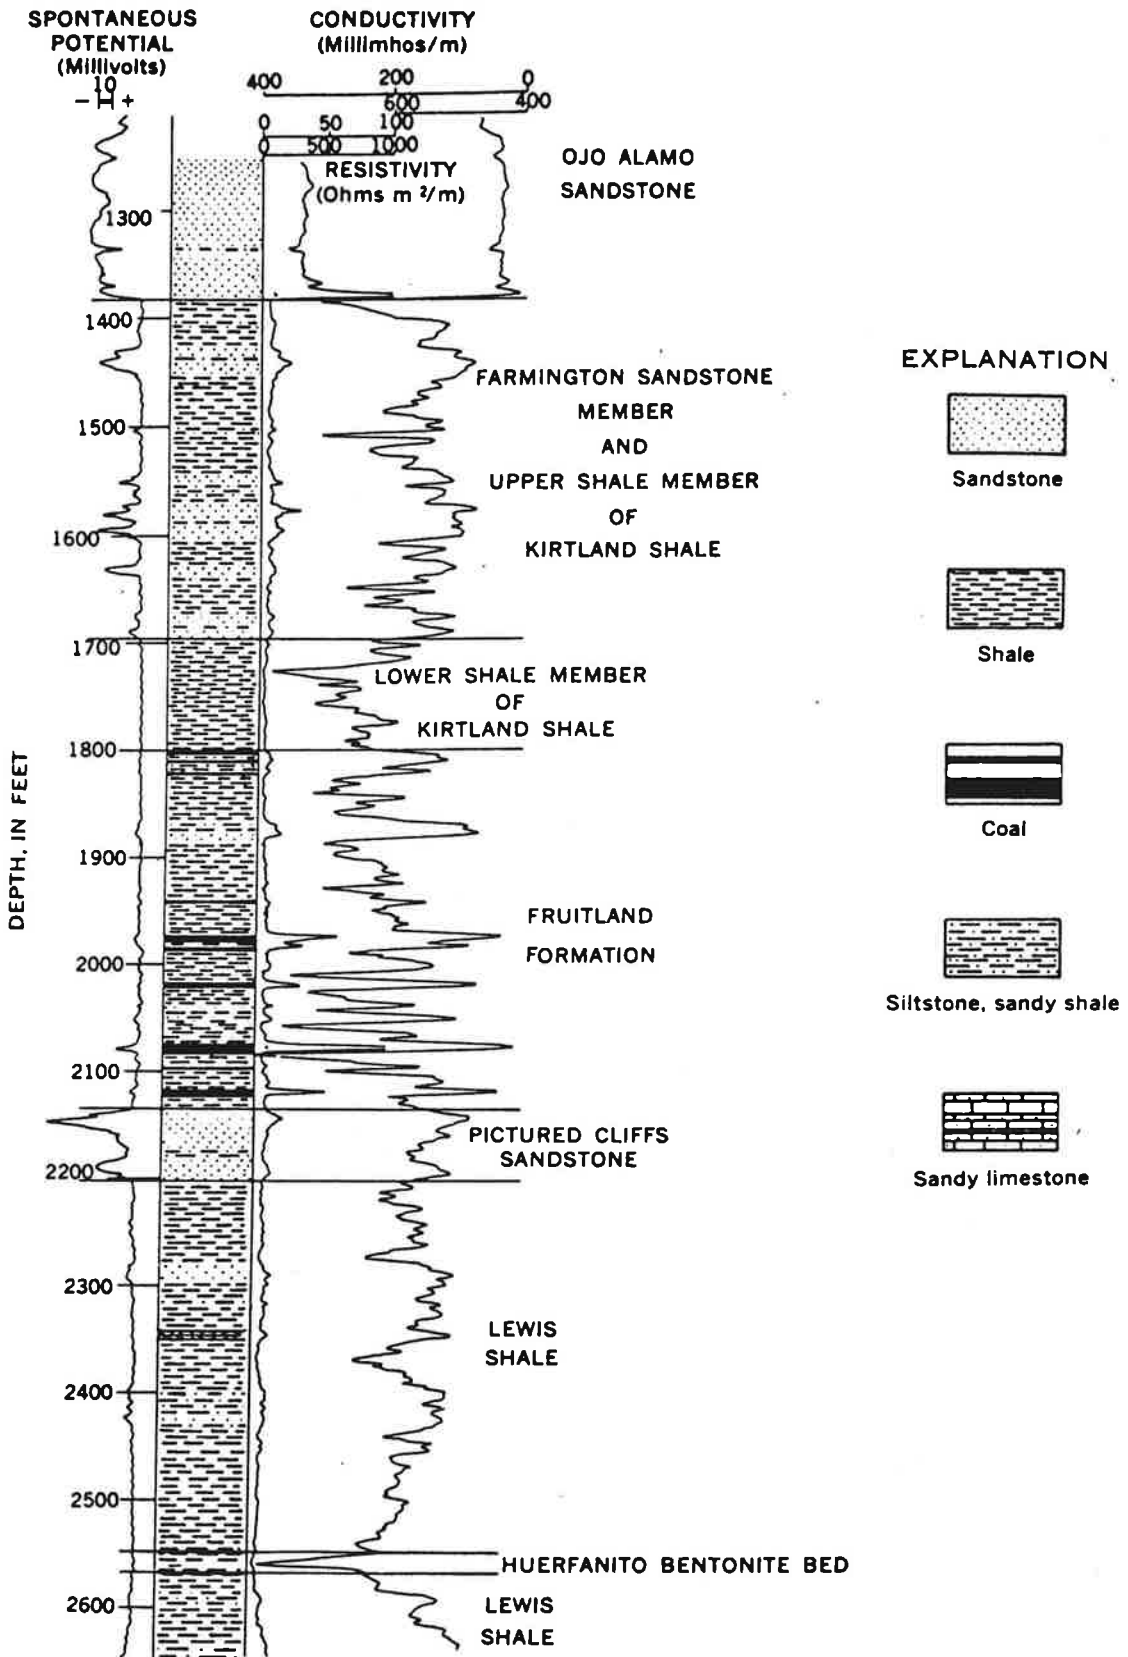 SPONTANEOUS
POTENTIAL
(Millivolts)
10
- +
CONDUCTIVITY
(Millimhos/m)
400 200 0
600 400
0 50 100
0 500 1000
RESISTIVITY
(Ohms m²/m)
OJO ALAMO
SANDSTONE
1300
1400
FARMINGTON SANDSTONE
MEMBER
AND
UPPER SHALE MEMBER
OF
KIRTLAND SHALE
1500
1600
1700
LOWER SHALE MEMBER
OF
KIRTLAND SHALE
1800
DEPTH, IN FEET
1900
FRUITLAND
FORMATION
2000
2100
PICTURED CLIFFS
SANDSTONE
2200
2300
LEWIS
SHALE
2400
2500
HUERFANITO BENTONITE BED
2600
LEWIS
SHALE
EXPLANATION
Sandstone
Shale
Coal
Siltstone, sandy shale
Sandy limestone